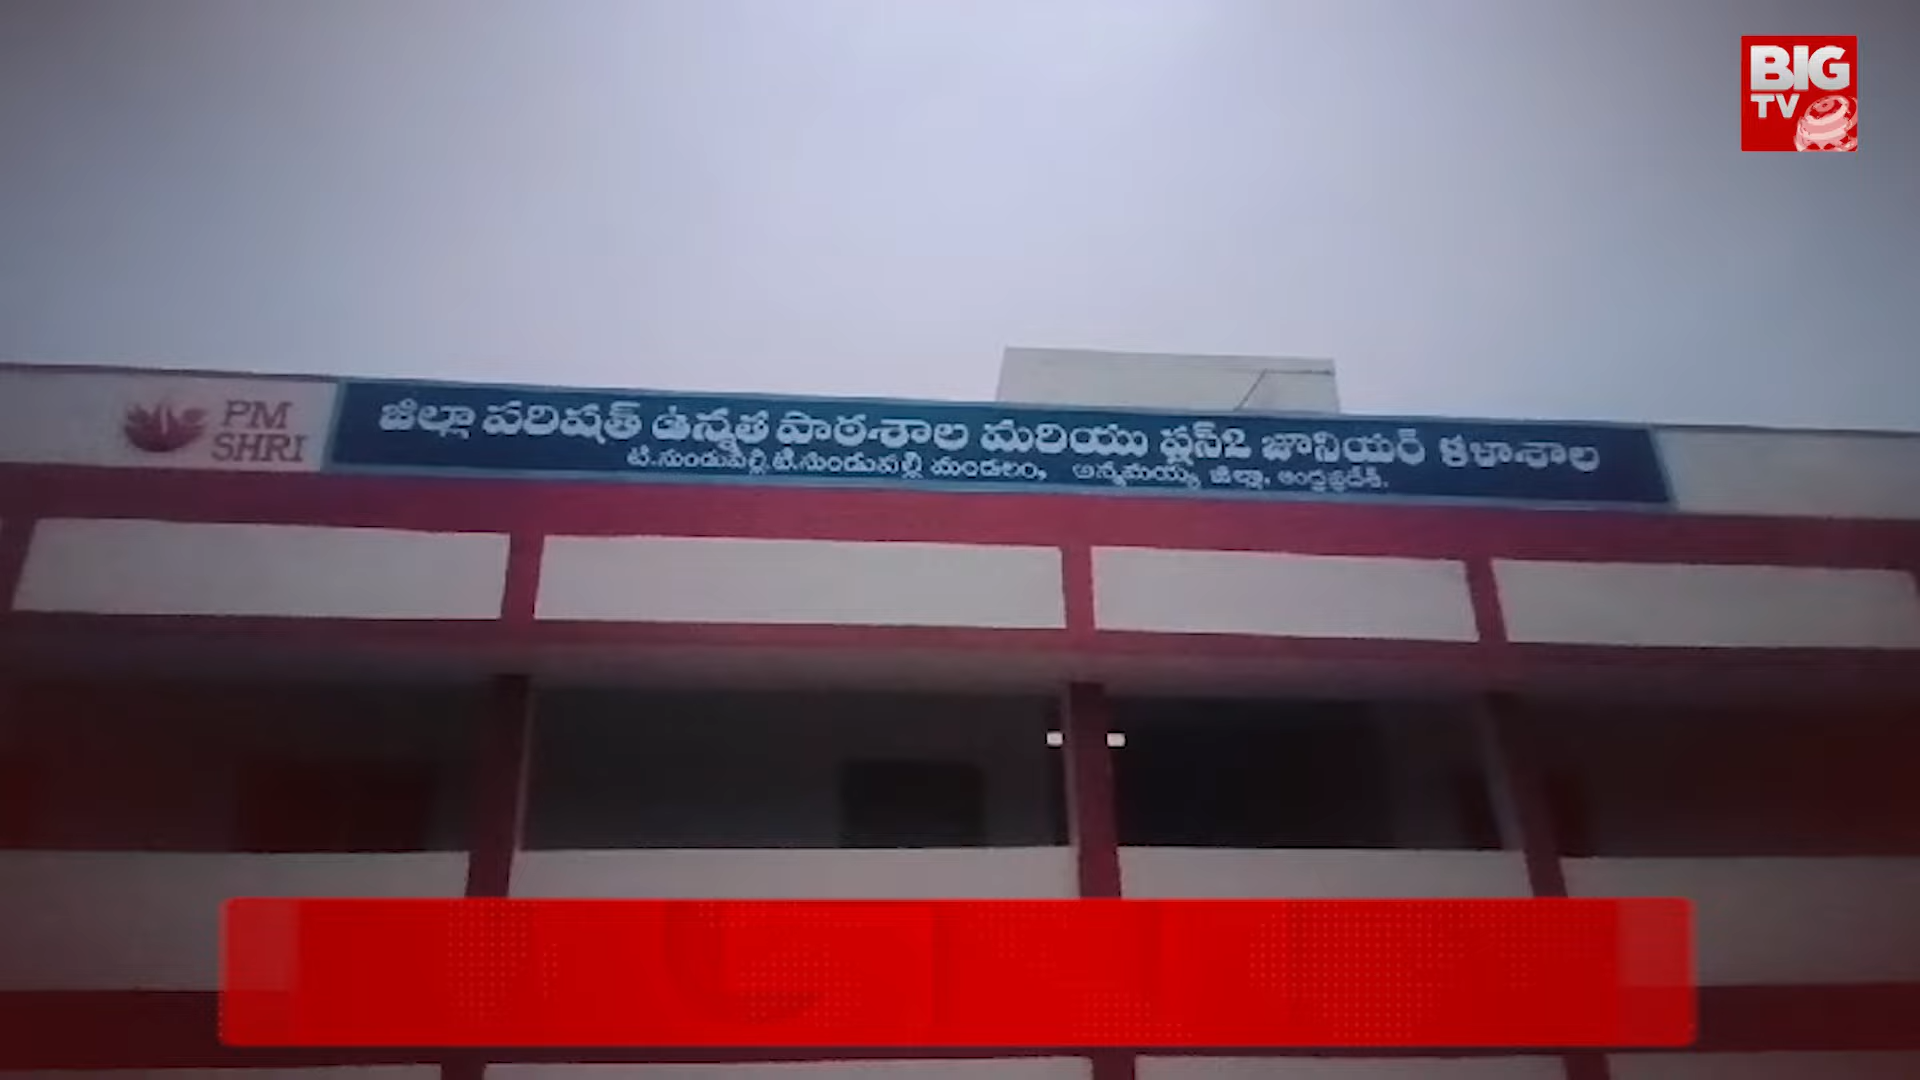 BIG
TV
PM
SHRI
జిల్లా పరిషత్ ఉన్నత పాఠశాల మరియు ప్లస్2 జూనియర్ కళాశాల
టి.సుండుపల్లి, టి.సుండుపల్లి మండలం, అన్నమయ్య జిల్లా, ఆంధ్రప్రదేశ్.